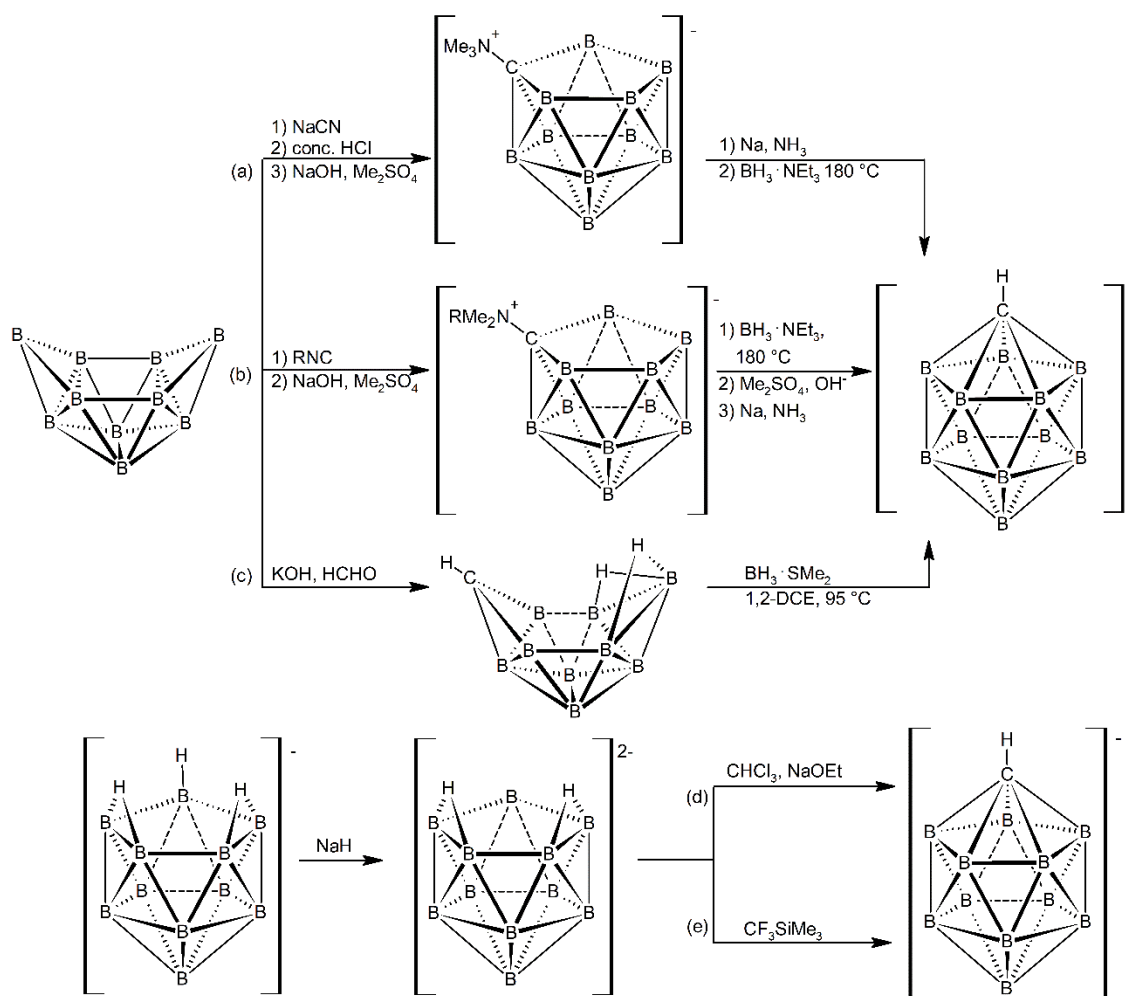 Me3N+
-
C B B
B B
B B B B
B
B
1) NaCN
2) conc. HCl
3) NaOH, Me2SO4
(a)
1) Na, NH3
2) BH3·NEt3 180 °C
B B B B
B B
B B B
B
(b)
1) RNC
2) NaOH, Me2SO4
RMe2N+
-
C B B
B B
B B B B
B
B
1) BH3·NEt3,
180 °C
2) Me2SO4, OH-
3) Na, NH3
H
C
B B B
B B
B B B B
B
B
(c)
KOH, HCHO
H
H
H C B
B B
B B
B B B
B
BH3·SMe2
1,2-DCE, 95 °C
-
H
H H
B B B
B B
B B B B
B
B
NaH
2-
H H
B B B
B B
B B B B
B
B
(d)
CHCl3, NaOEt
(e)
CF3SiMe3
-
H
C
B B B
B B
B B B B
B
B